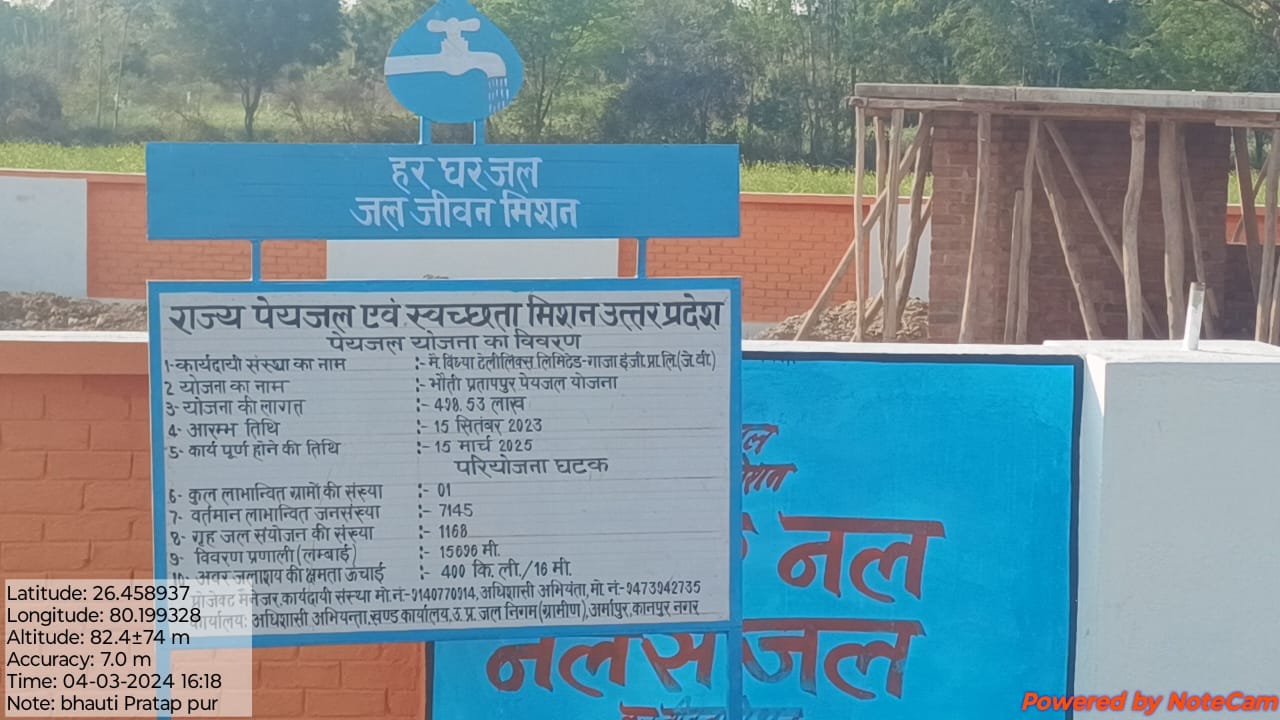 हर घर जल
जल जीवन मिशन
राज्य पेयजल एवं स्वच्छता मिशन उत्तर प्रदेश
पेयजल योजना का विवरण
1- कार्यदायी संस्था का नाम :- मै. विंध्या टेलीलिंक्स लिमिटेड-गाजा इंजी.प्रा.लि.(जे.वी.)
2 योजना का नाम :- भौती प्रतापपुर पेयजल योजना
3- योजना की लागत :- 498.53 लाख
4- आरम्भ तिथि :- 15 सितंबर 2023
5- कार्य पूर्ण होने की तिथि :- 15 मार्च 2025
परियोजना घटक
6- कुल लाभान्वित ग्रामों की संख्या :- 01
7- वर्तमान लाभान्वित जनसंख्या :- 7145
8- गृह जल संयोजन की संख्या :- 1168
9- विवरण प्रणाली (लम्बाई) :- 15696 मी.
10- अवर जलाशय की क्षमता ऊंचाई :- 400 कि. ली./16 मी.
प्रोजेक्ट मैनेजर,कार्यदायी संस्था मो.नं-9140770914, अधिशासी अभियंता, मो. नं-9473942735
कार्यालय: अधिशासी अभियन्ता, खण्ड कार्यालय, उ.प्र. जल निगम (ग्रामीण), अर्मापुर, कानपुर नगर
नल
नल से जल
Latitude: 26.458937
Longitude: 80.199328
Altitude: 82.4±74 m
Accuracy: 7.0 m
Time: 04-03-2024 16:18
Note: bhauti Pratap pur
Powered by NoteCam